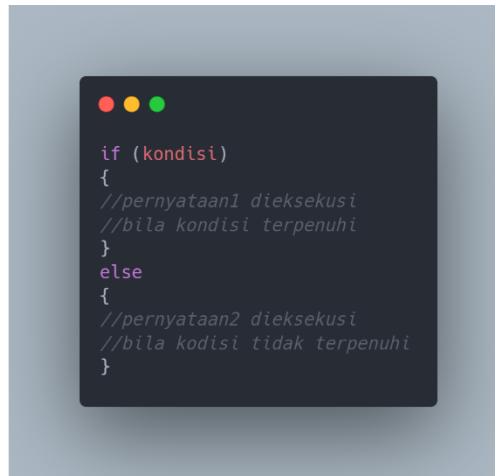 if (kondisi)
{
//pernyataan1 dieksekusi
//bila kondisi terpenuhi
}
else
{
//pernyataan2 dieksekusi
//bila kodisi tidak terpenuhi
}